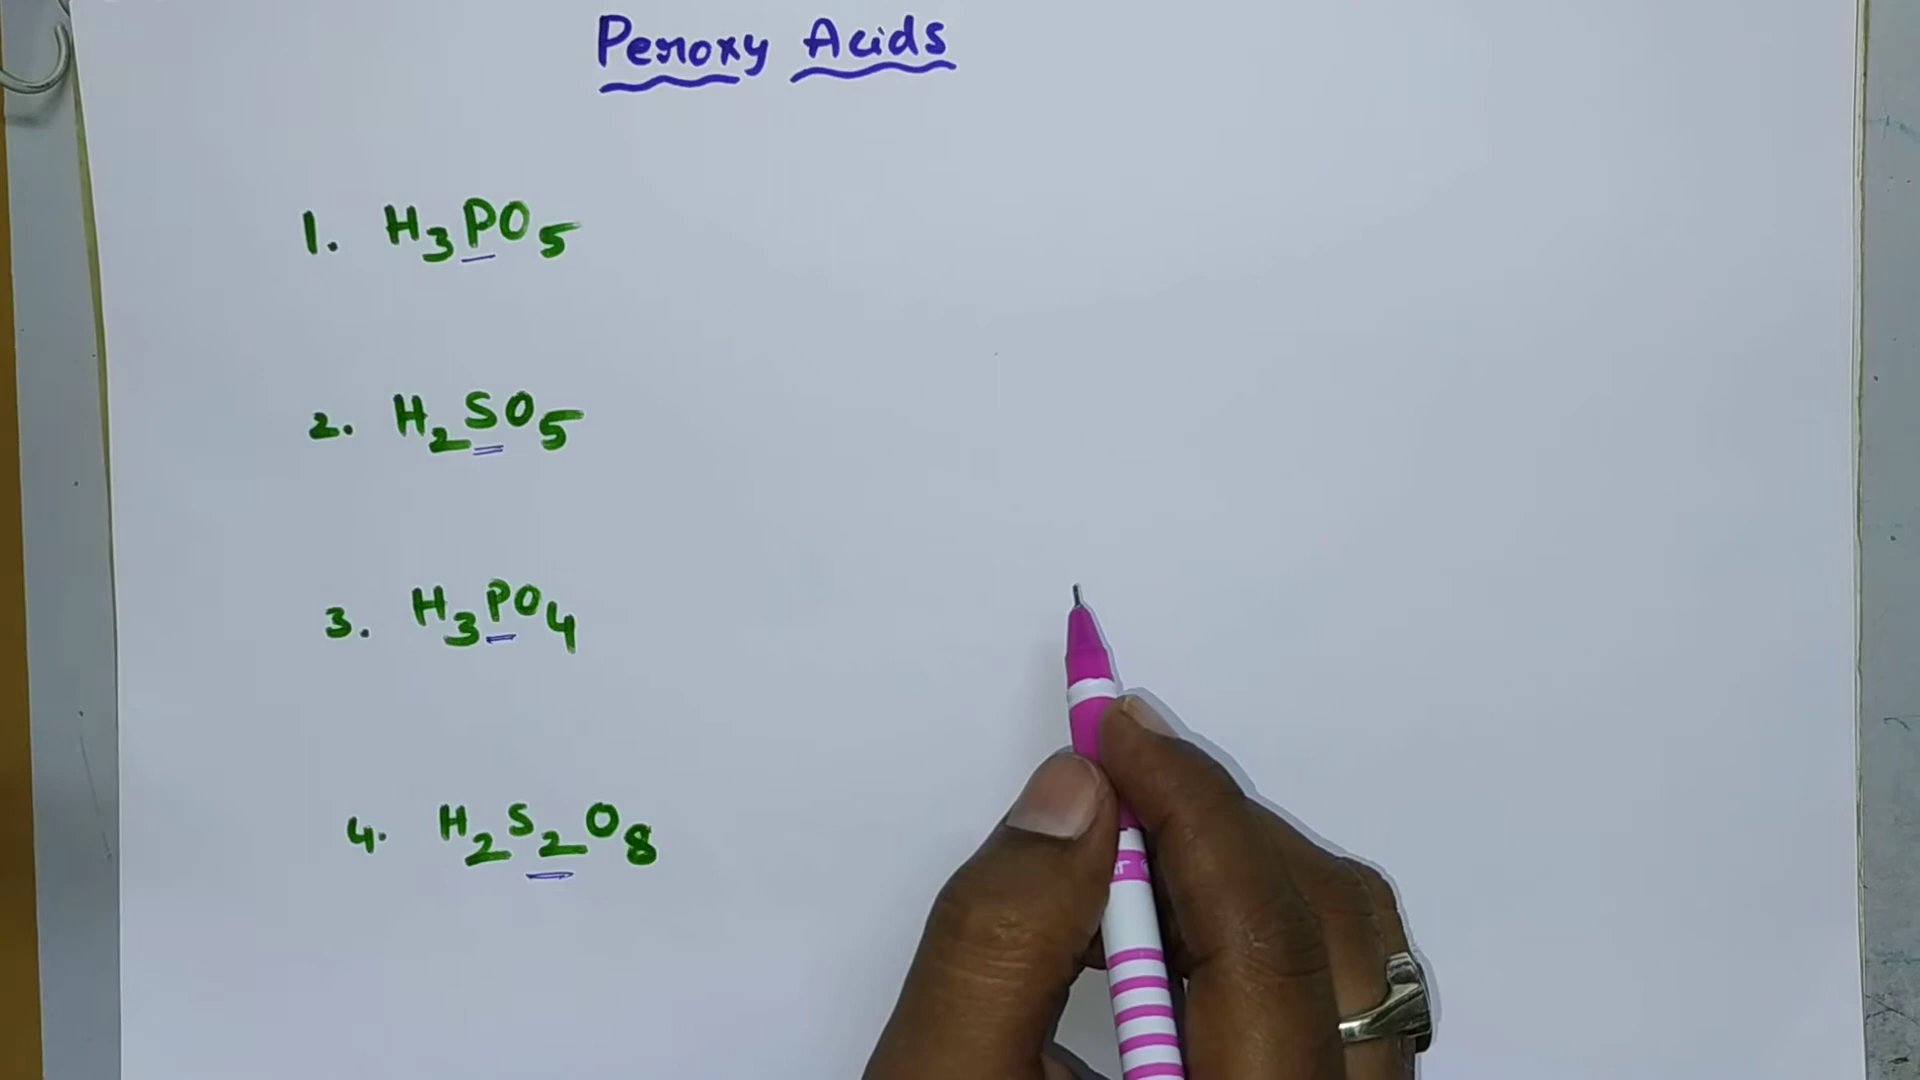 Peroxy Acids
1. H₃PO₅
2. H₂SO₅
3. H₃PO₄
4. H₂S₂O₈